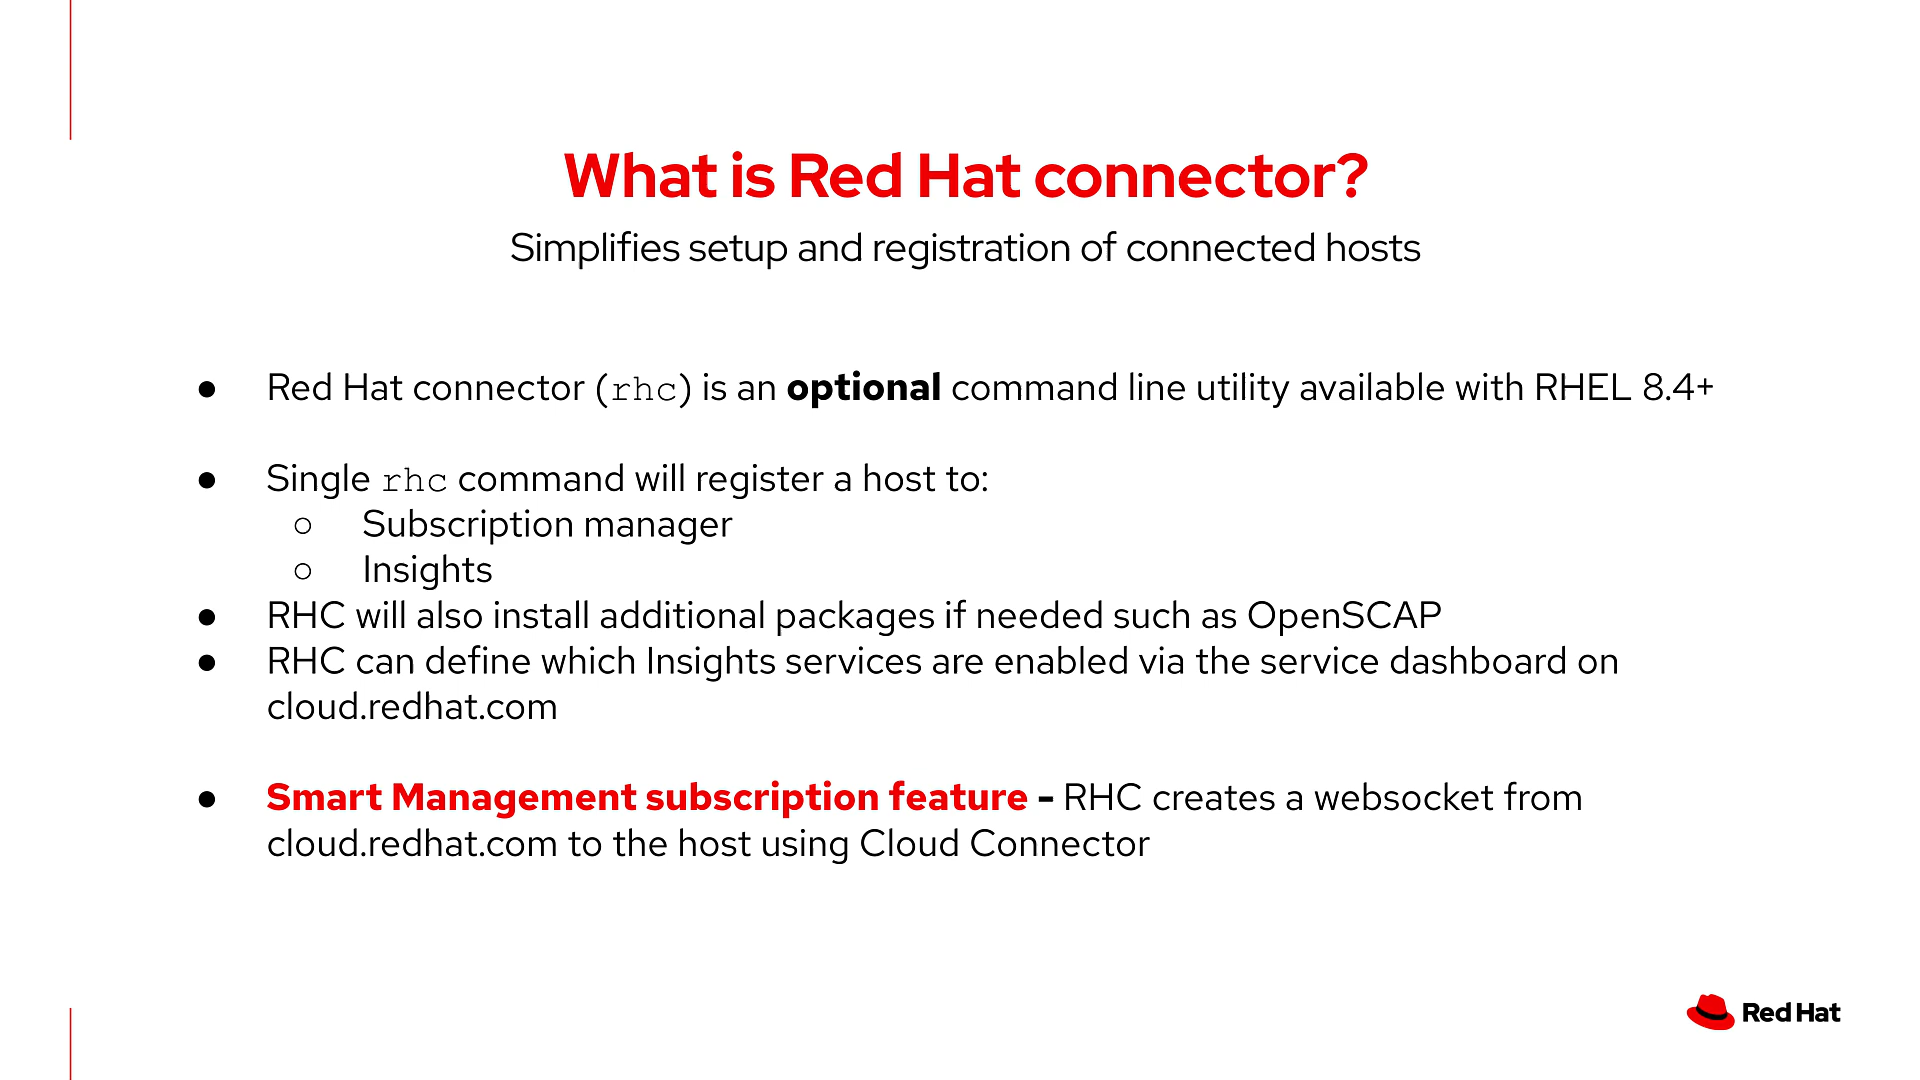 What is Red Hat connector?
Simplifies setup and registration of connected hosts
● Red Hat connector (rhc) is an optional command line utility available with RHEL 8.4+
● Single rhc command will register a host to:
○ Subscription manager
○ Insights
● RHC will also install additional packages if needed such as OpenSCAP
● RHC can define which Insights services are enabled via the service dashboard on
cloud.redhat.com
● Smart Management subscription feature - RHC creates a websocket from
cloud.redhat.com to the host using Cloud Connector
Red Hat